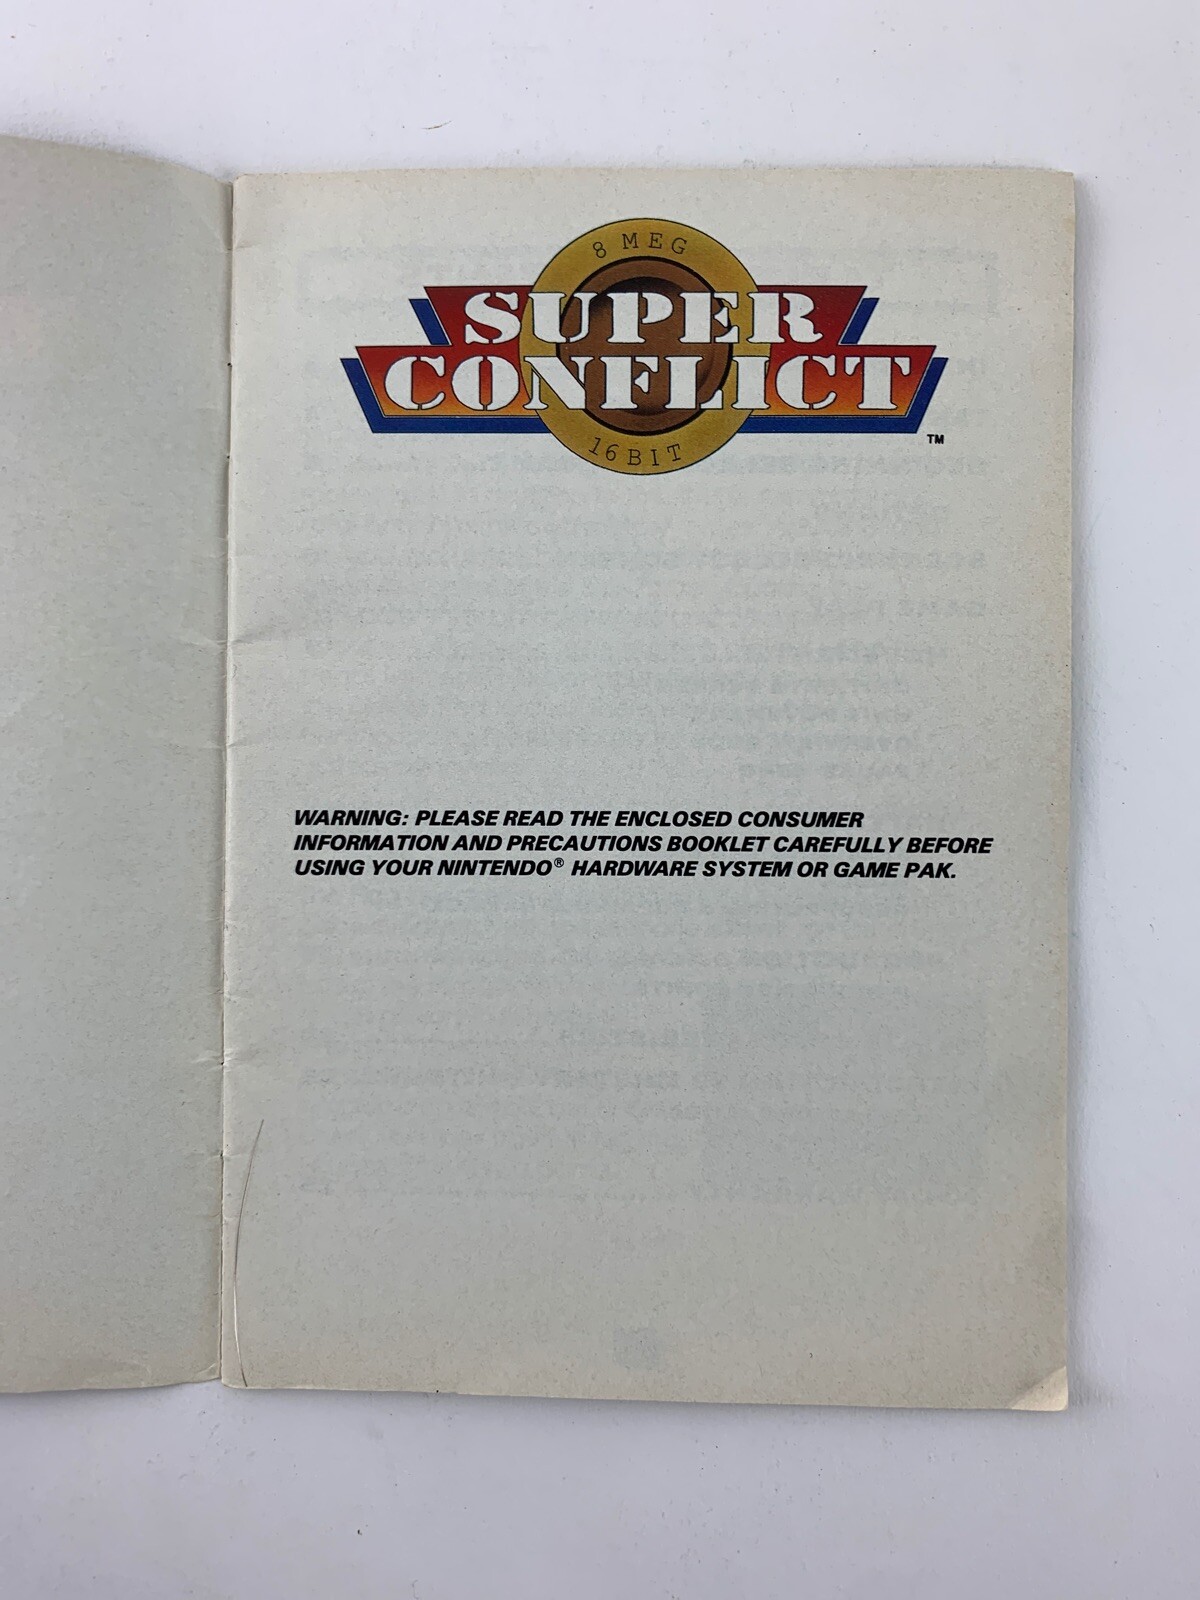 8 MEG
SUPER
CONFLICT
TM
16 BIT
WARNING: PLEASE READ THE ENCLOSED CONSUMER
INFORMATION AND PRECAUTIONS BOOKLET CAREFULLY BEFORE
USING YOUR NINTENDO® HARDWARE SYSTEM OR GAME PAK.